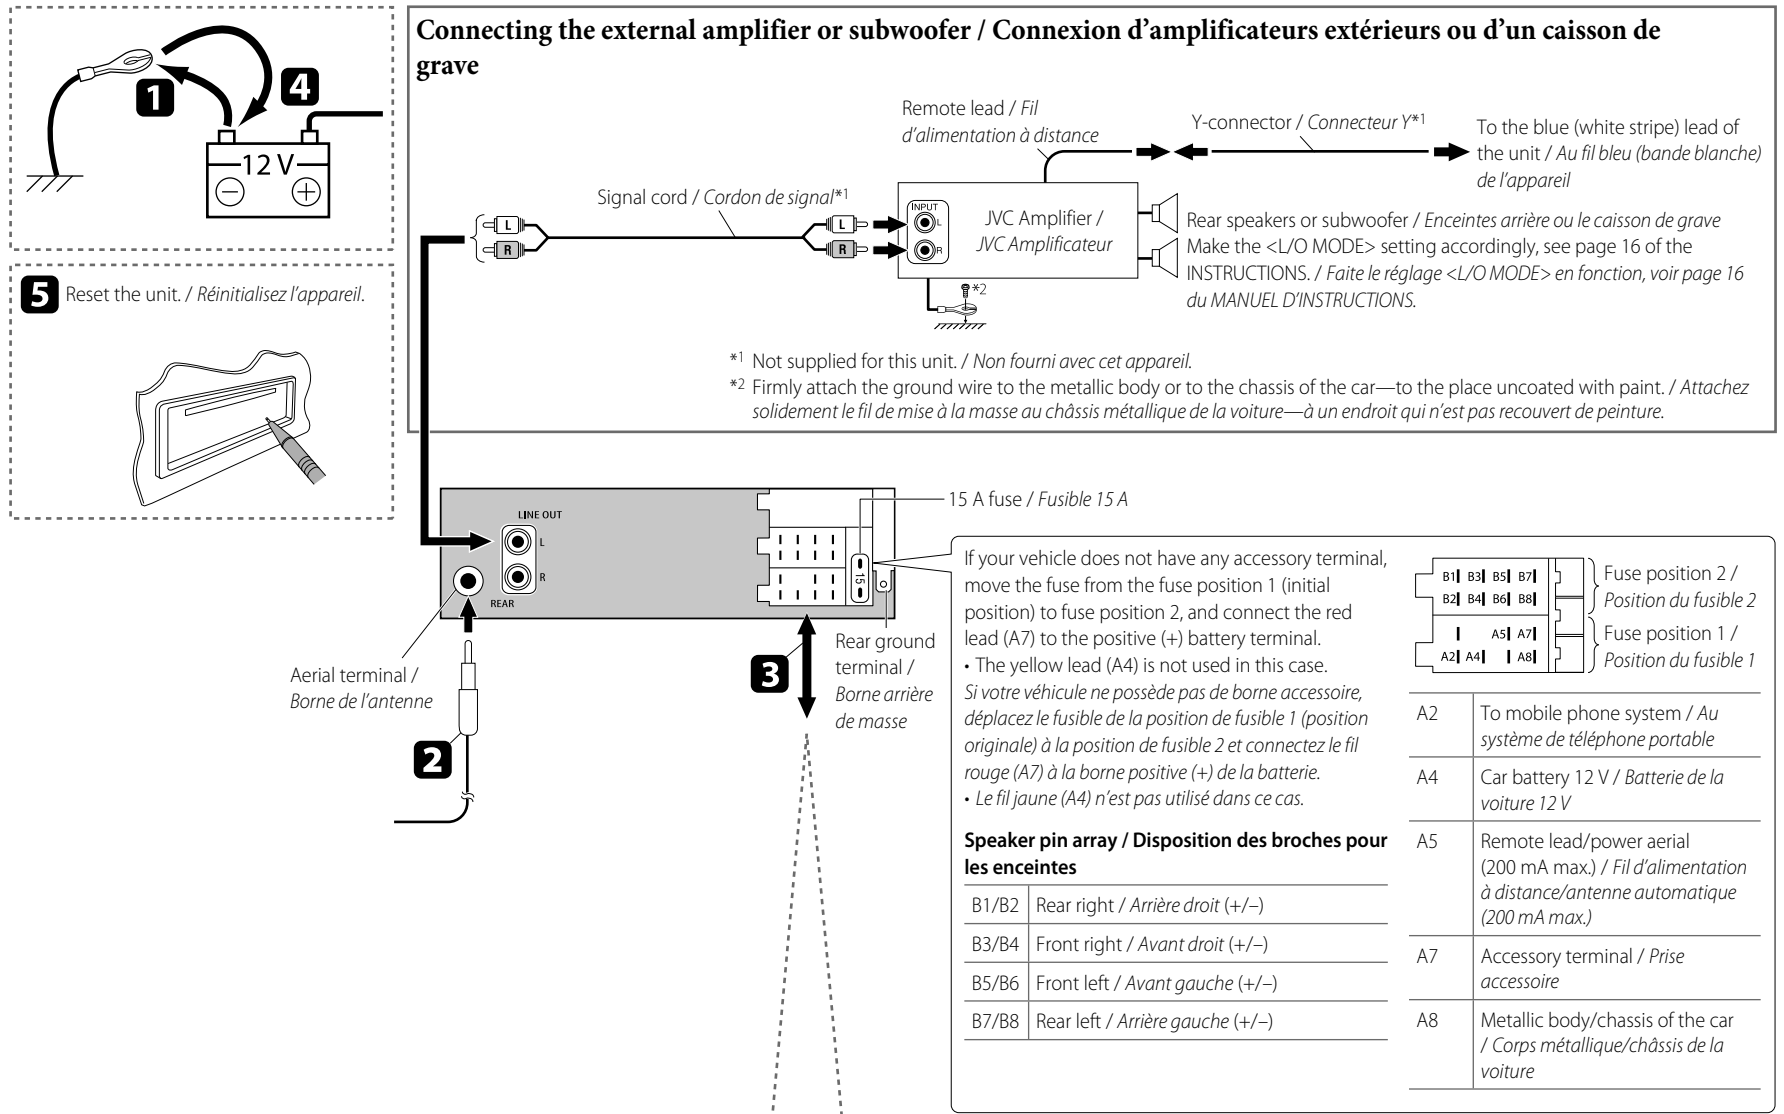 1
4
12 V
5 Reset the unit. / Réinitialisez l’appareil.
Connecting the external amplifier or subwoofer / Connexion d’amplificateurs extérieurs ou d’un caisson de
grave
Remote lead / Fil
d’alimentation à distance
Y-connector / Connecteur Y*1
To the blue (white stripe) lead of
the unit / Au fil bleu (bande blanche)
de l’appareil
Signal cord / Cordon de signal*1
L
R
L
R
INPUT
L
R
JVC Amplifier /
JVC Amplificateur
*2
Rear speakers or subwoofer / Enceintes arrière ou le caisson de grave
Make the <L/O MODE> setting accordingly, see page 16 of the
INSTRUCTIONS. / Faite le réglage <L/O MODE> en fonction, voir page 16
du MANUEL D’INSTRUCTIONS.
*1 Not supplied for this unit. / Non fourni avec cet appareil.
*2 Firmly attach the ground wire to the metallic body or to the chassis of the car—to the place uncoated with paint. / Attachez
solidement le fil de mise à la masse au châssis métallique de la voiture—à un endroit qui n’est pas recouvert de peinture.
15 A fuse / Fusible 15 A
LINE OUT
L
R
REAR
15
Aerial terminal /
Borne de l’antenne
2
3
Rear ground
terminal /
Borne arrière
de masse
If your vehicle does not have any accessory terminal,
move the fuse from the fuse position 1 (initial
position) to fuse position 2, and connect the red
lead (A7) to the positive (+) battery terminal.
• The yellow lead (A4) is not used in this case.
Si votre véhicule ne possède pas de borne accessoire,
déplacez le fusible de la position de fusible 1 (position
originale) à la position de fusible 2 et connectez le fil
rouge (A7) à la borne positive (+) de la batterie.
• Le fil jaune (A4) n’est pas utilisé dans ce cas.
Speaker pin array / Disposition des broches pour
les enceintes
B1/B2 Rear right / Arrière droit (+/–)
B3/B4 Front right / Avant droit (+/–)
B5/B6 Front left / Avant gauche (+/–)
B7/B8 Rear left / Arrière gauche (+/–)
B1 B3 B5 B7
B2 B4 B6 B8
A5 A7
A2 A4 A8
Fuse position 2 /
Position du fusible 2
Fuse position 1 /
Position du fusible 1
A2 To mobile phone system / Au
système de téléphone portable
A4 Car battery 12 V / Batterie de la
voiture 12 V
A5 Remote lead/power aerial
(200 mA max.) / Fil d’alimentation
à distance/antenne automatique
(200 mA max.)
A7 Accessory terminal / Prise
accessoire
A8 Metallic body/chassis of the car
/ Corps métallique/châssis de la
voiture